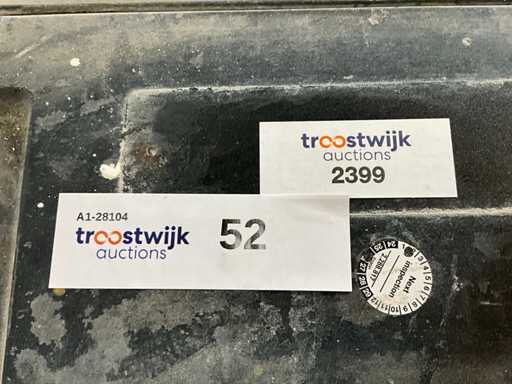 troostwijk
auctions
2399
A1-28104
troostwijk
auctions
52
Next
inspection